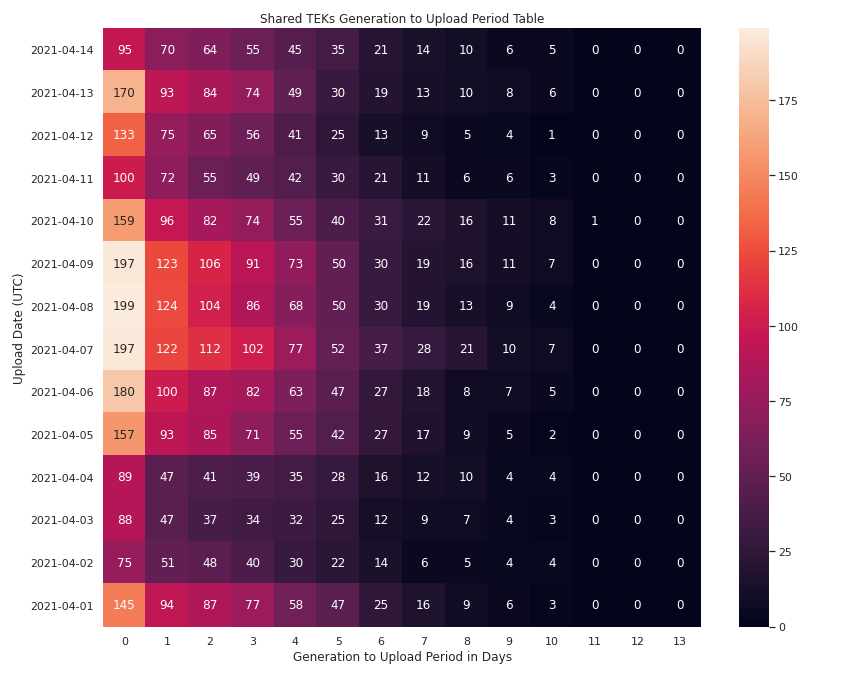 Shared TEKs Generation to Upload Period Table
Upload Date (UTC)
2021-04-14 95 70 64 55 45 35 21 14 10 6 5 0 0 0
2021-04-13 170 93 84 74 49 30 19 13 10 8 6 0 0 0
2021-04-12 133 75 65 56 41 25 13 9 5 4 1 0 0 0
2021-04-11 100 72 55 49 42 30 21 11 6 6 3 0 0 0
2021-04-10 159 96 82 74 55 40 31 22 16 11 8 1 0 0
2021-04-09 197 123 106 91 73 50 30 19 16 11 7 0 0 0
2021-04-08 199 124 104 86 68 50 30 19 13 9 4 0 0 0
2021-04-07 197 122 112 102 77 52 37 28 21 10 7 0 0 0
2021-04-06 180 100 87 82 63 47 27 18 8 7 5 0 0 0
2021-04-05 157 93 85 71 55 42 27 17 9 5 2 0 0 0
2021-04-04 89 47 41 39 35 28 16 12 10 4 4 0 0 0
2021-04-03 88 47 37 34 32 25 12 9 7 4 3 0 0 0
2021-04-02 75 51 48 40 30 22 14 6 5 4 4 0 0 0
2021-04-01 145 94 87 77 58 47 25 16 9 6 3 0 0 0
0 1 2 3 4 5 6 7 8 9 10 11 12 13
Generation to Upload Period in Days
175
150
125
100
75
50
25
0